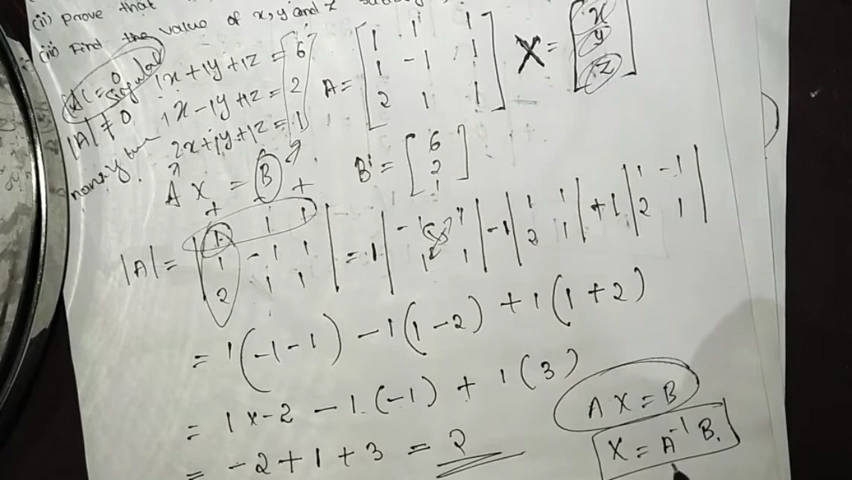 (ii) Prove that
(iii) Find the value of x, y and z
|A| = 0 singular
|A| ≠ 0
1x + 1y + 1z = 6
1x - 1y + 1z = 2
2x + 1y + 1z = 1
A = [1 1 1; 1 -1 1; 2 1 1]
X = [x; y; z]
A X = B
B = [6; 2; 1]
|A| = |1 1 1; 1 -1 1; 2 1 1| = 1 |-1 1; 1 1| - 1 |1 1; 2 1| + 1 |1 -1; 2 1|
= 1(-1-1) - 1(1-2) + 1(1+2)
= 1x-2 - 1.(-1) + 1(3)
= -2+1+3 = 2
A X = B
X = A⁻¹ B.